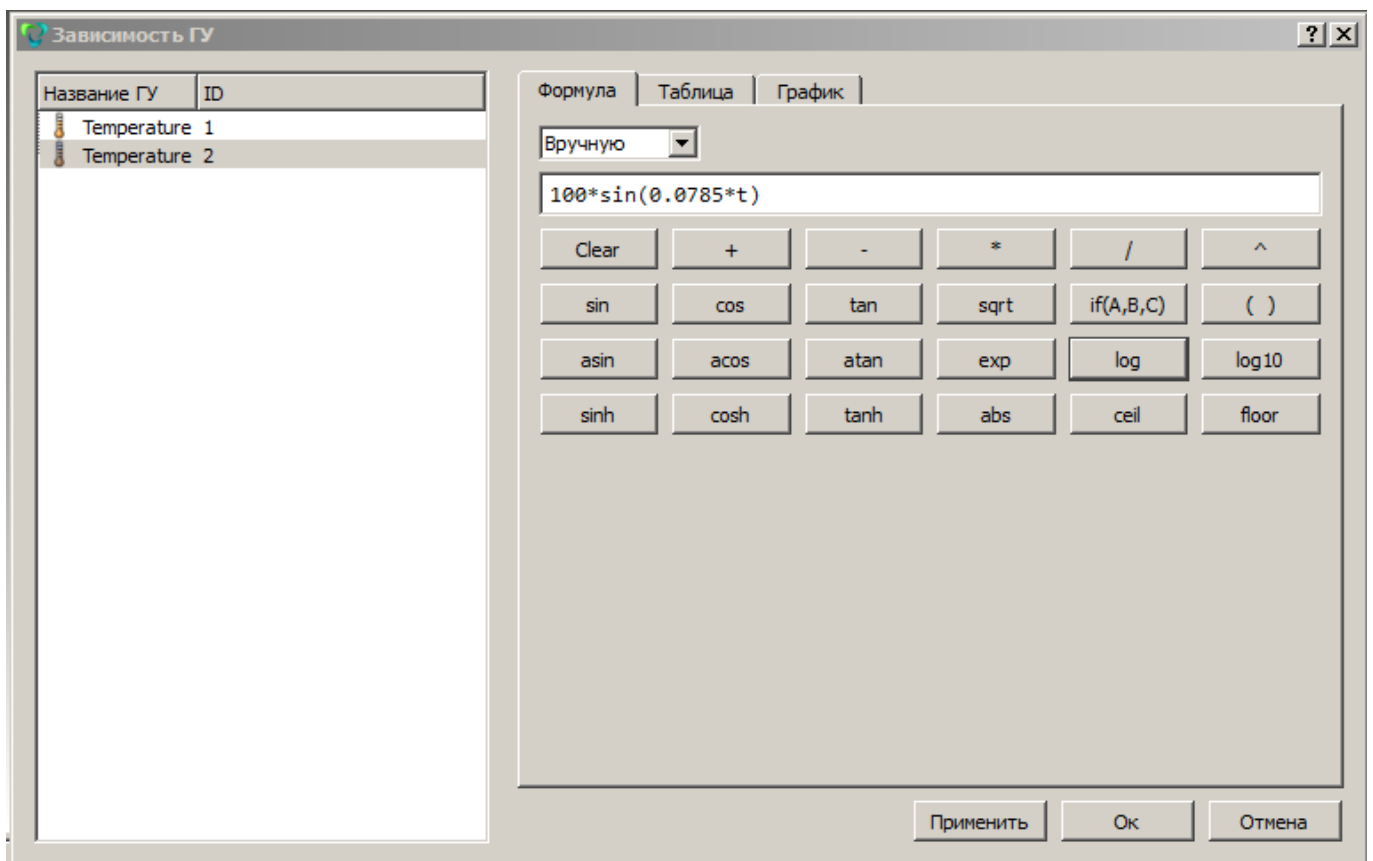 Зависимость ГУ
? X
Название ГУ ID
Temperature 1
Temperature 2
Формула Таблица График
Вручную
100*sin(0.0785*t)
Clear + - * / ^
sin cos tan sqrt if(A,B,C) ( )
asin acos atan exp log log10
sinh cosh tanh abs ceil floor
Применить Ок Отмена